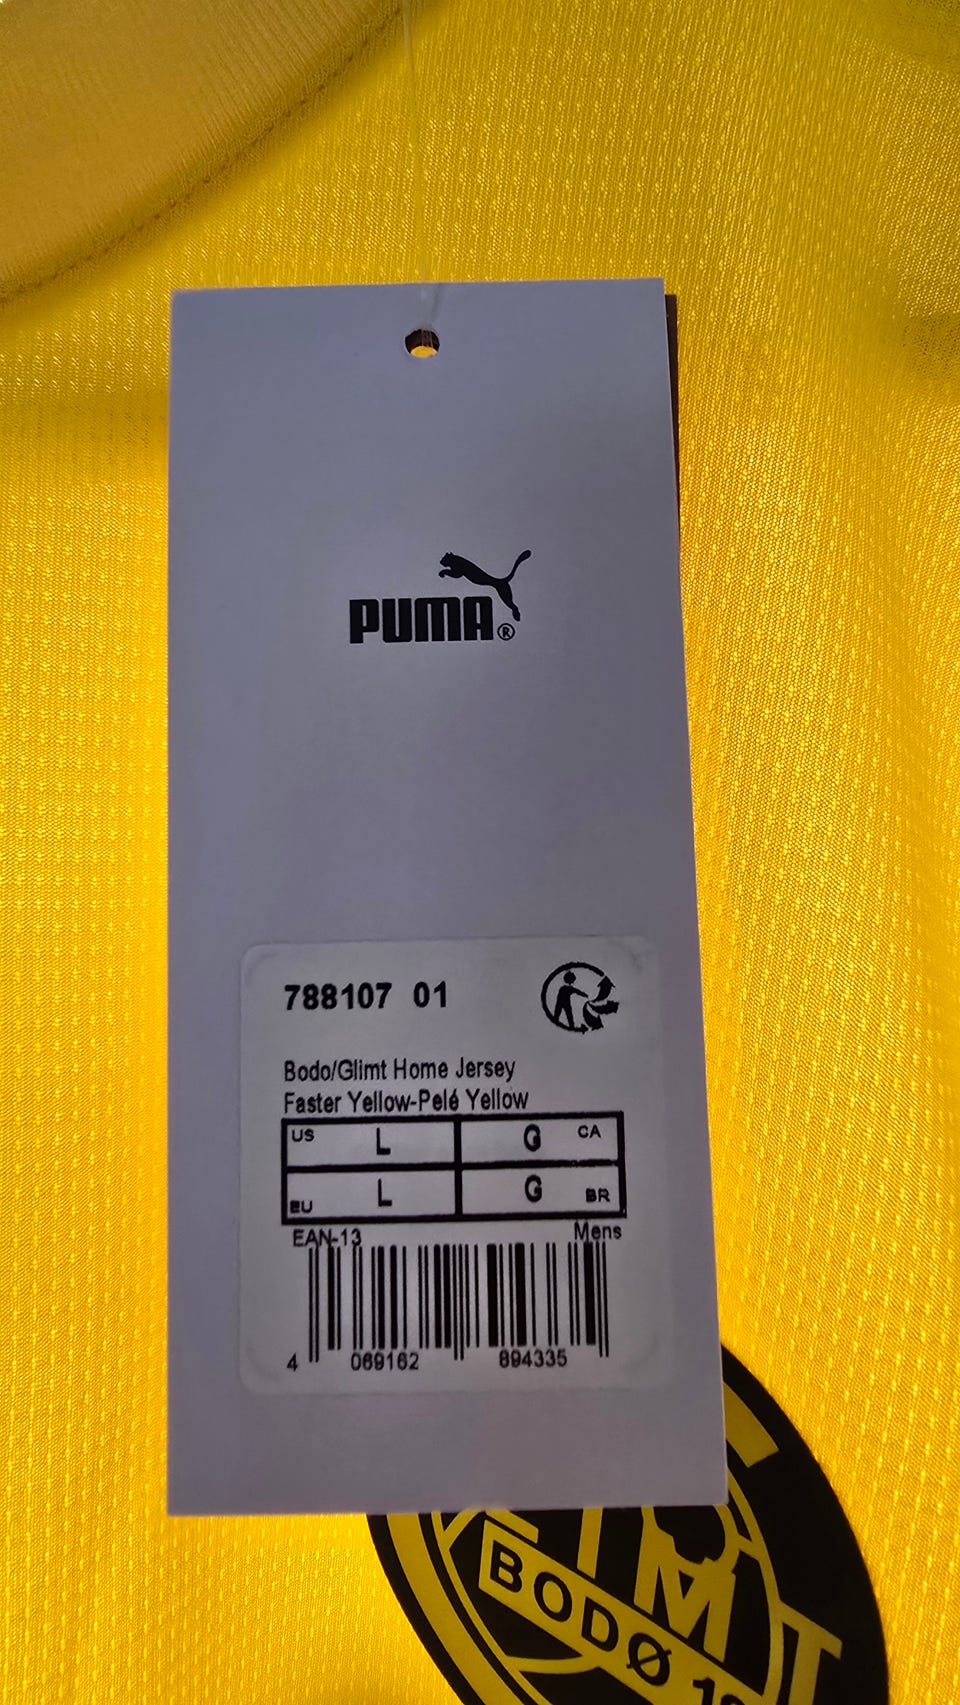 PUMA®
788107 01
Bodo/Glimt Home Jersey
Faster Yellow-Pelé Yellow
US L G CA
EU L G BR
EAN-13 Mens
4 069162 894335
BODØ 19